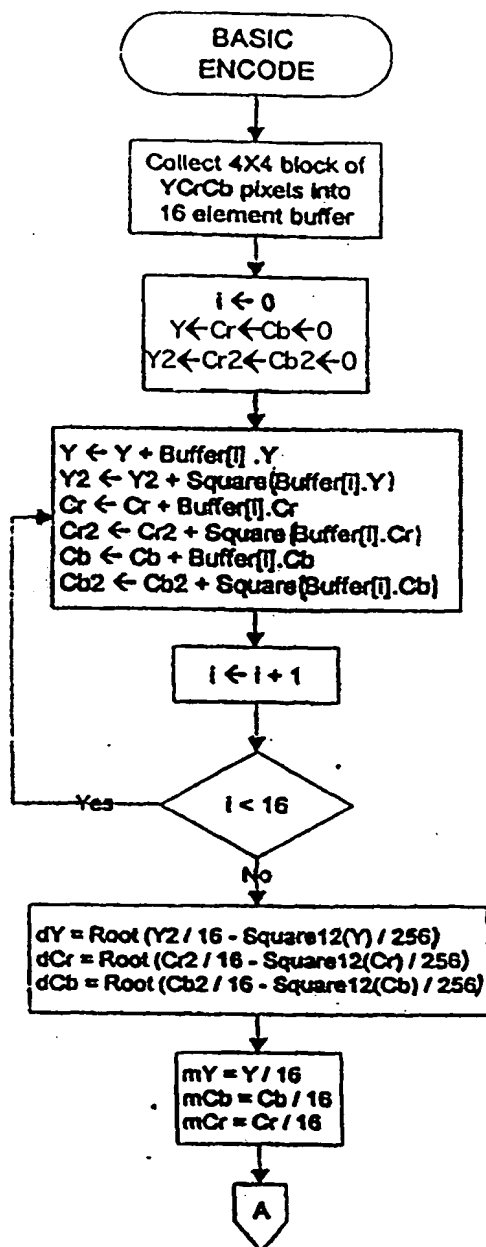 BASIC
ENCODE
Collect 4X4 block of
YCrCb pixels into
16 element buffer
i ← 0
Y←Cr←Cb←0
Y2←Cr2←Cb2←0
Y ← Y + Buffer[i] .Y
Y2 ← Y2 + Square(Buffer[i].Y)
Cr ← Cr + Buffer[i].Cr
Cr2 ← Cr2 + Square(Buffer[i].Cr)
Cb ← Cb + Buffer[i].Cb
Cb2 ← Cb2 + Square(Buffer[i].Cb)
i ← i + 1
i < 16
Yes
No
dY = Root (Y2 / 16 - Square12(Y) / 256)
dCr = Root (Cr2 / 16 - Square12(Cr) / 256)
dCb = Root (Cb2 / 16 - Square12(Cb) / 256)
mY = Y / 16
mCb = Cb / 16
mCr = Cr / 16
A